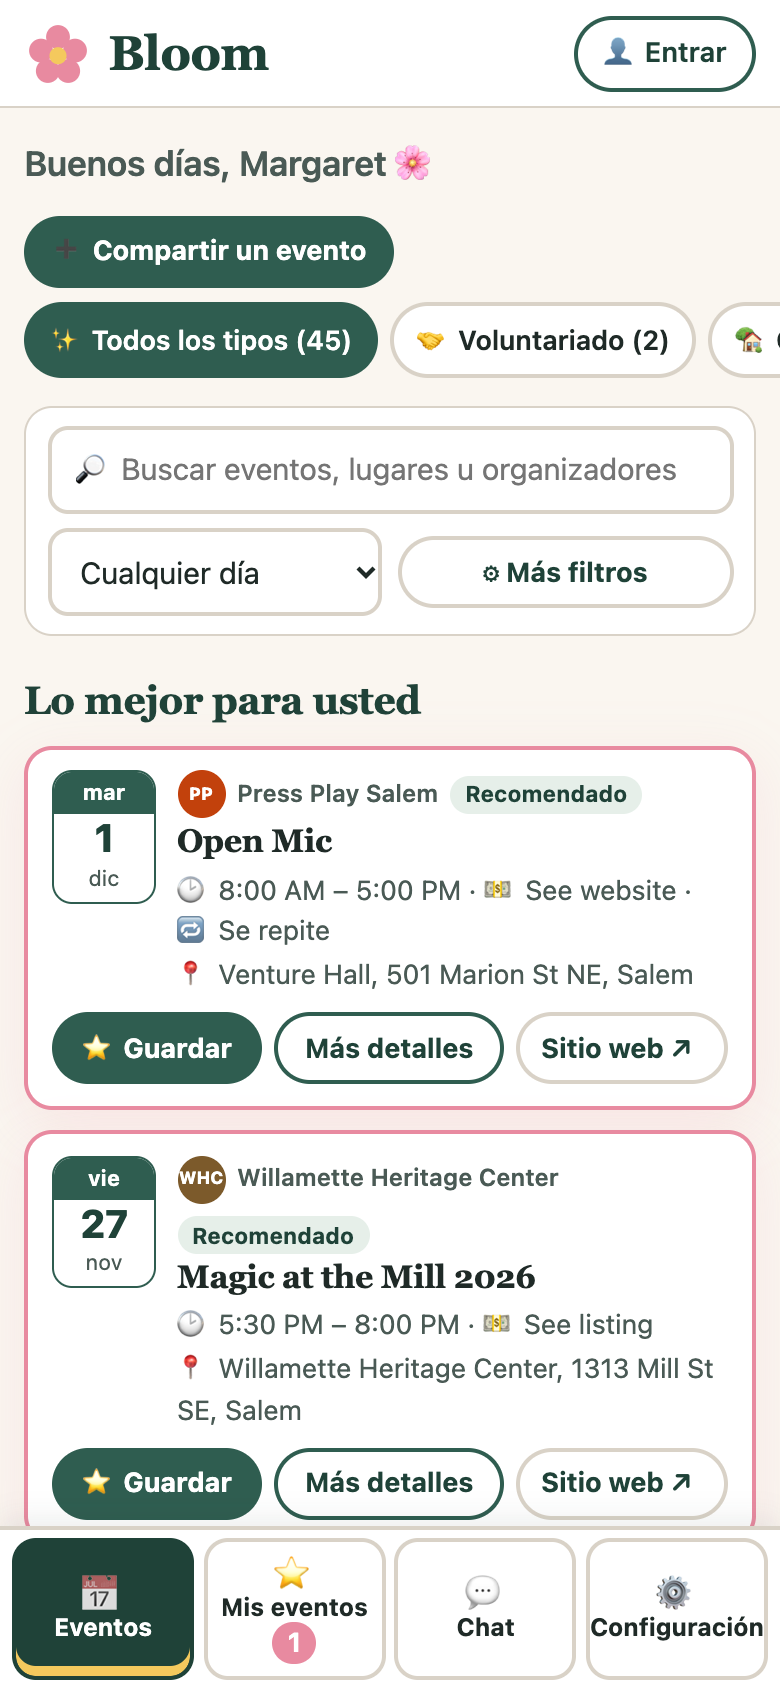 Bloom
👤 Entrar
Buenos días, Margaret 🌸
➕ Compartir un evento
✨ Todos los tipos (45)
🤝 Voluntariado (2)
🏡
🔎 Buscar eventos, lugares u organizadores
Cualquier día
⚙ Más filtros
Lo mejor para usted
mar
1
dic
PP Press Play Salem Recomendado
Open Mic
🕑 8:00 AM – 5:00 PM · 💵 See website ·
🔁 Se repite
📍 Venture Hall, 501 Marion St NE, Salem
⭐ Guardar
Más detalles
Sitio web ↗
vie
27
nov
WHC Willamette Heritage Center
Recomendado
Magic at the Mill 2026
🕑 5:30 PM – 8:00 PM · 💵 See listing
📍 Willamette Heritage Center, 1313 Mill St
SE, Salem
⭐ Guardar
Más detalles
Sitio web ↗
JUL
17
Eventos
⭐
Mis eventos
1
💬
Chat
⚙️
Configuración